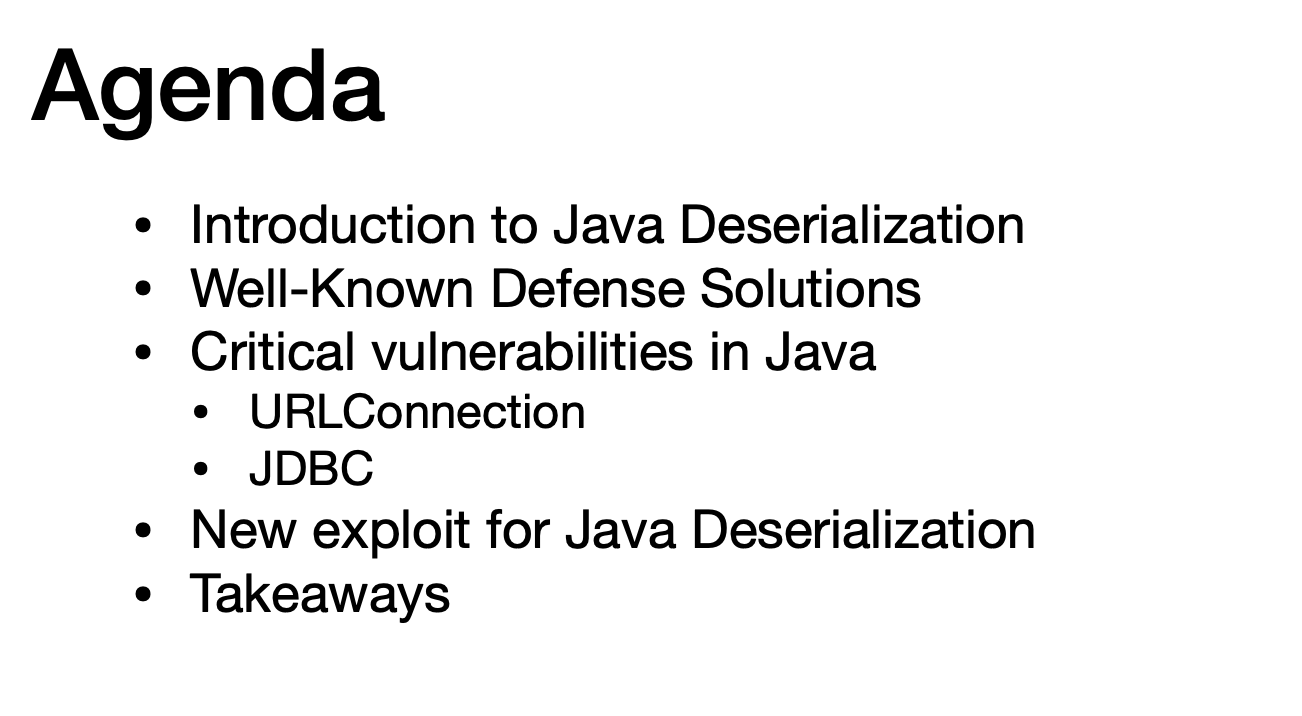 Agenda
• Introduction to Java Deserialization
• Well-Known Defense Solutions
• Critical vulnerabilities in Java
• URLConnection
• JDBC
• New exploit for Java Deserialization
• Takeaways